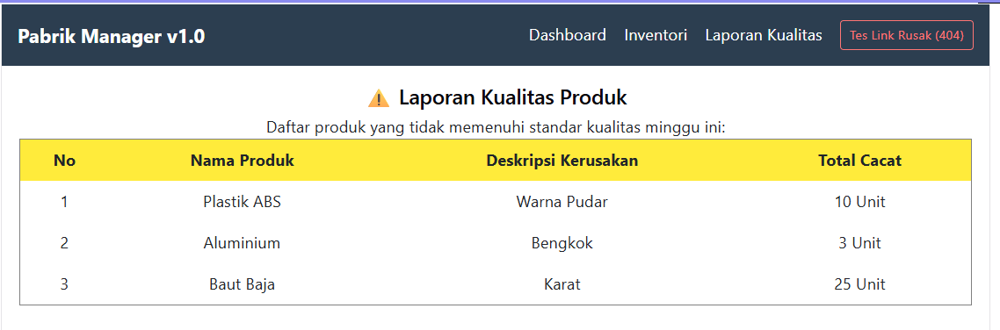 Pabrik Manager v1.0 Dashboard Inventori Laporan Kualitas Tes Link Rusak (404)
Laporan Kualitas Produk
Daftar produk yang tidak memenuhi standar kualitas minggu ini:
No Nama Produk Deskripsi Kerusakan Total Cacat
1 Plastik ABS Warna Pudar 10 Unit
2 Aluminium Bengkok 3 Unit
3 Baut Baja Karat 25 Unit